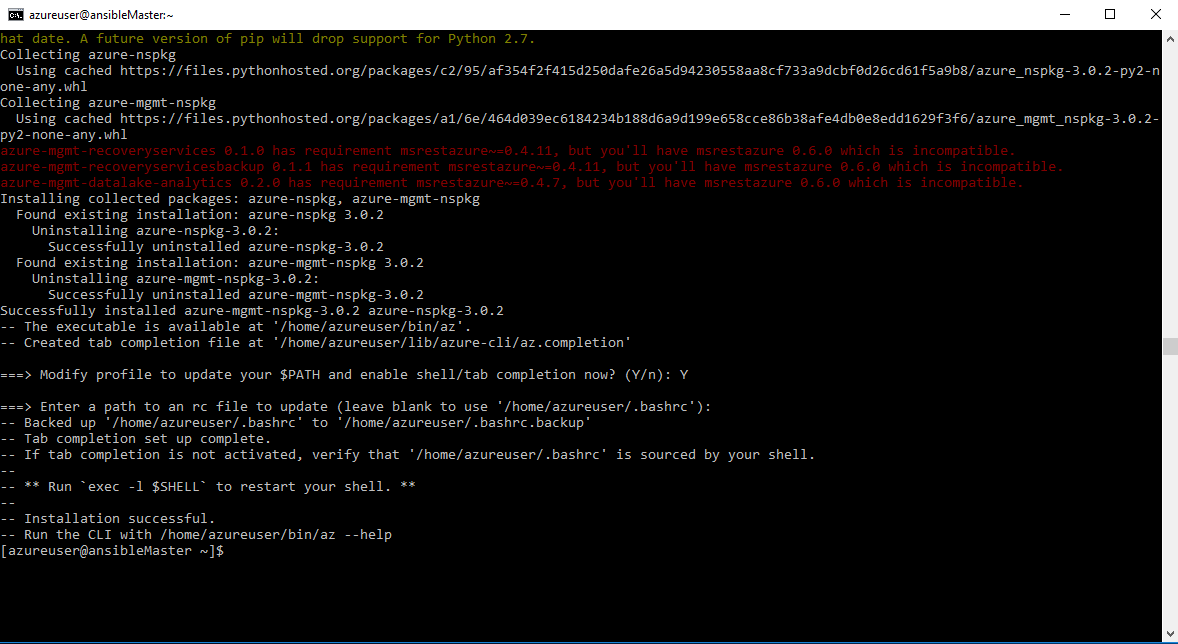 azureuser@ansibleMaster:~
hat date. A future version of pip will drop support for Python 2.7.
Collecting azure-nspkg
  Using cached https://files.pythonhosted.org/packages/c2/95/af354f2f415d250dafe26a5d94230558aa8cf733a9dcbf0d26cd61f5a9b8/azure_nspkg-3.0.2-py2-n
one-any.whl
Collecting azure-mgmt-nspkg
  Using cached https://files.pythonhosted.org/packages/a1/6e/464d039ec6184234b188d6a9d199e658cce86b38afe4db0e8edd1629f3f6/azure_mgmt_nspkg-3.0.2-
py2-none-any.whl
azure-mgmt-recoveryservices 0.1.0 has requirement msrestazure~=0.4.11, but you'll have msrestazure 0.6.0 which is incompatible.
azure-mgmt-recoveryservicesbackup 0.1.1 has requirement msrestazure~=0.4.11, but you'll have msrestazure 0.6.0 which is incompatible.
azure-mgmt-datalake-analytics 0.2.0 has requirement msrestazure~=0.4.7, but you'll have msrestazure 0.6.0 which is incompatible.
Installing collected packages: azure-nspkg, azure-mgmt-nspkg
  Found existing installation: azure-nspkg 3.0.2
    Uninstalling azure-nspkg-3.0.2:
      Successfully uninstalled azure-nspkg-3.0.2
  Found existing installation: azure-mgmt-nspkg 3.0.2
    Uninstalling azure-mgmt-nspkg-3.0.2:
      Successfully uninstalled azure-mgmt-nspkg-3.0.2
Successfully installed azure-mgmt-nspkg-3.0.2 azure-nspkg-3.0.2
-- The executable is available at '/home/azureuser/bin/az'.
-- Created tab completion file at '/home/azureuser/lib/azure-cli/az.completion'

===> Modify profile to update your $PATH and enable shell/tab completion now? (Y/n): Y

===> Enter a path to an rc file to update (leave blank to use '/home/azureuser/.bashrc'):
-- Backed up '/home/azureuser/.bashrc' to '/home/azureuser/.bashrc.backup'
-- Tab completion set up complete.
-- If tab completion is not activated, verify that '/home/azureuser/.bashrc' is sourced by your shell.
--
-- ** Run `exec -l $SHELL` to restart your shell. **
--
-- Installation successful.
-- Run the CLI with /home/azureuser/bin/az --help
[azureuser@ansibleMaster ~]$